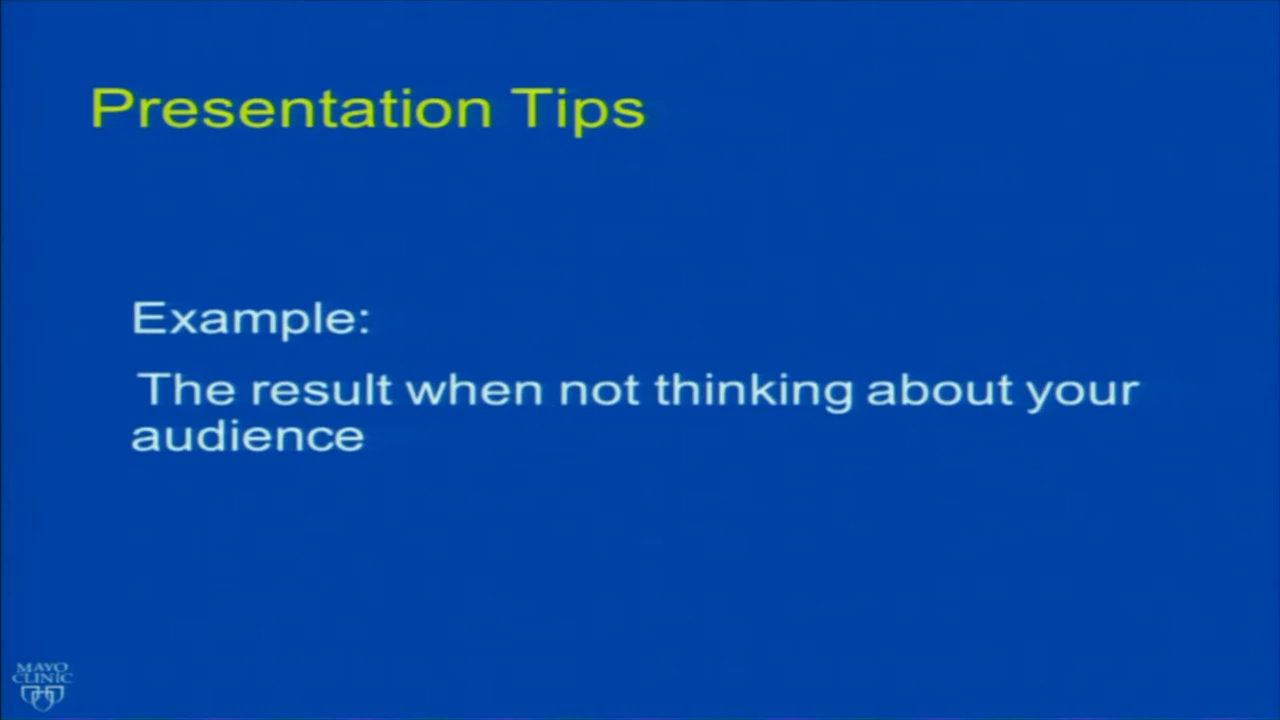 Presentation Tips
Example:
The result when not thinking about your
audience
MAYO
CLINIC